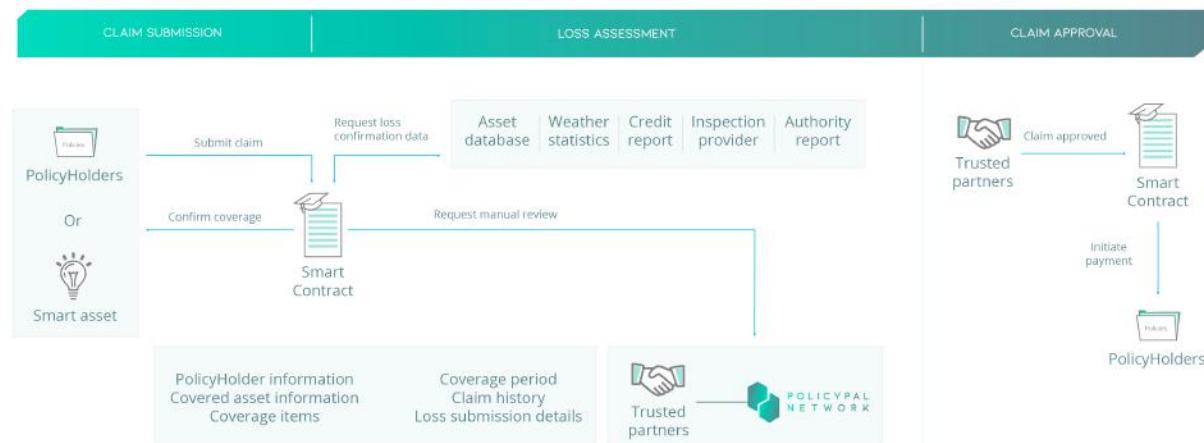 CLAIM SUBMISSION
LOSS ASSESSMENT
CLAIM APPROVAL
Policies
PolicyHolders
Or
Smart asset
Submit claim
Confirm coverage
Smart
Contract
Request loss
confirmation data
Asset
database
Weather
statistics
Credit
report
Inspection
provider
Authority
report
Request manual review
PolicyHolder information
Covered asset information
Coverage items
Coverage period
Claim history
Loss submission details
Trusted
partners
POLICYPAL
NETWORK
Trusted
partners
Claim approved
Smart
Contract
Initiate
payment
Policies
PolicyHolders